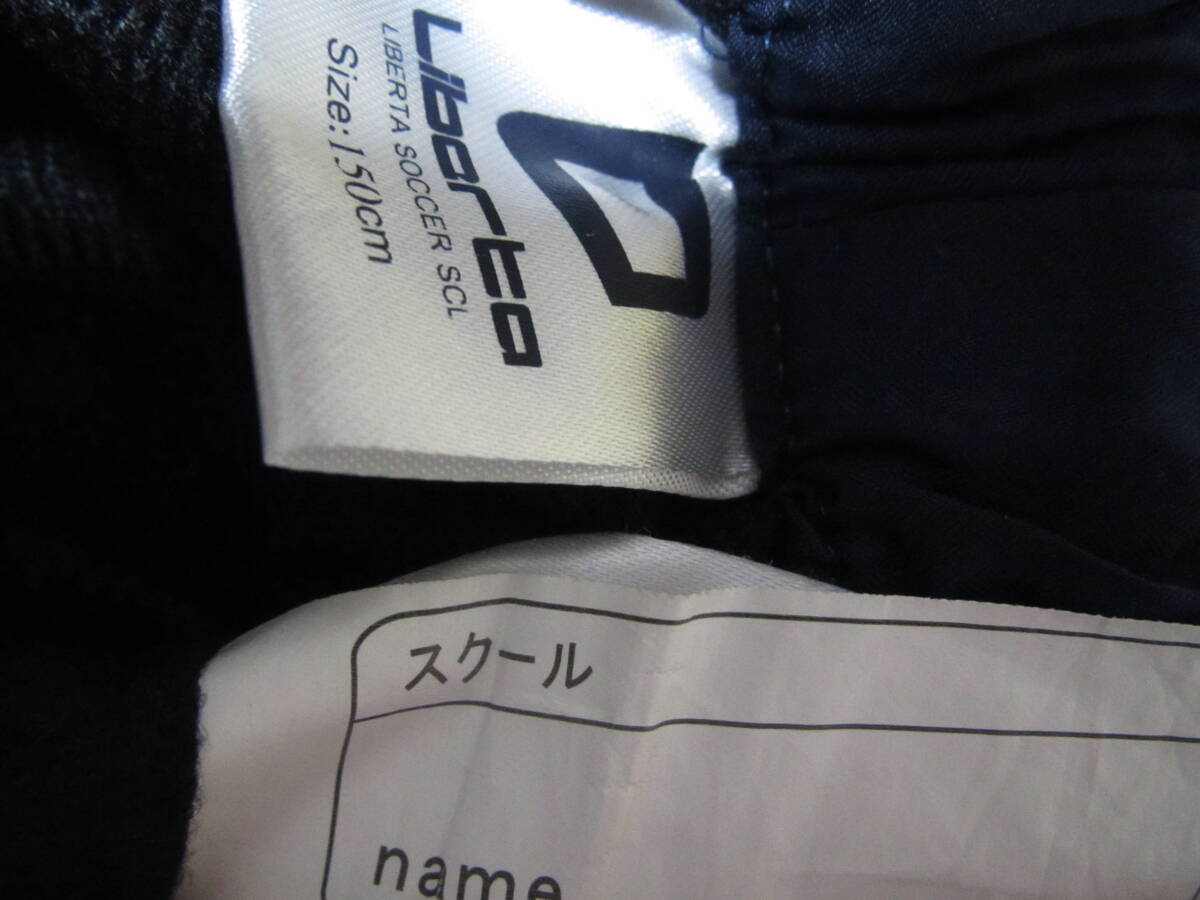 Liberta
LIBERTA SOCCER SCL
Size:150cm
スクール
name